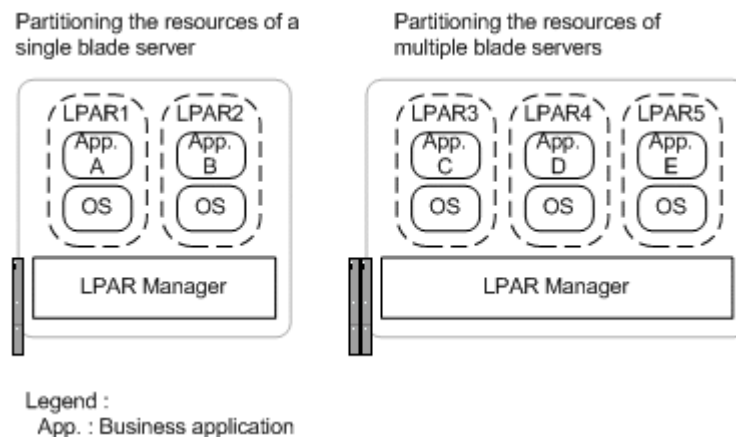 Partitioning the resources of a
single blade server
Partitioning the resources of
multiple blade servers
LPAR1
App.
A
OS
LPAR2
App.
B
OS
LPAR Manager
LPAR3
App.
C
OS
LPAR4
App.
D
OS
LPAR5
App.
E
OS
LPAR Manager
Legend :
App. : Business application